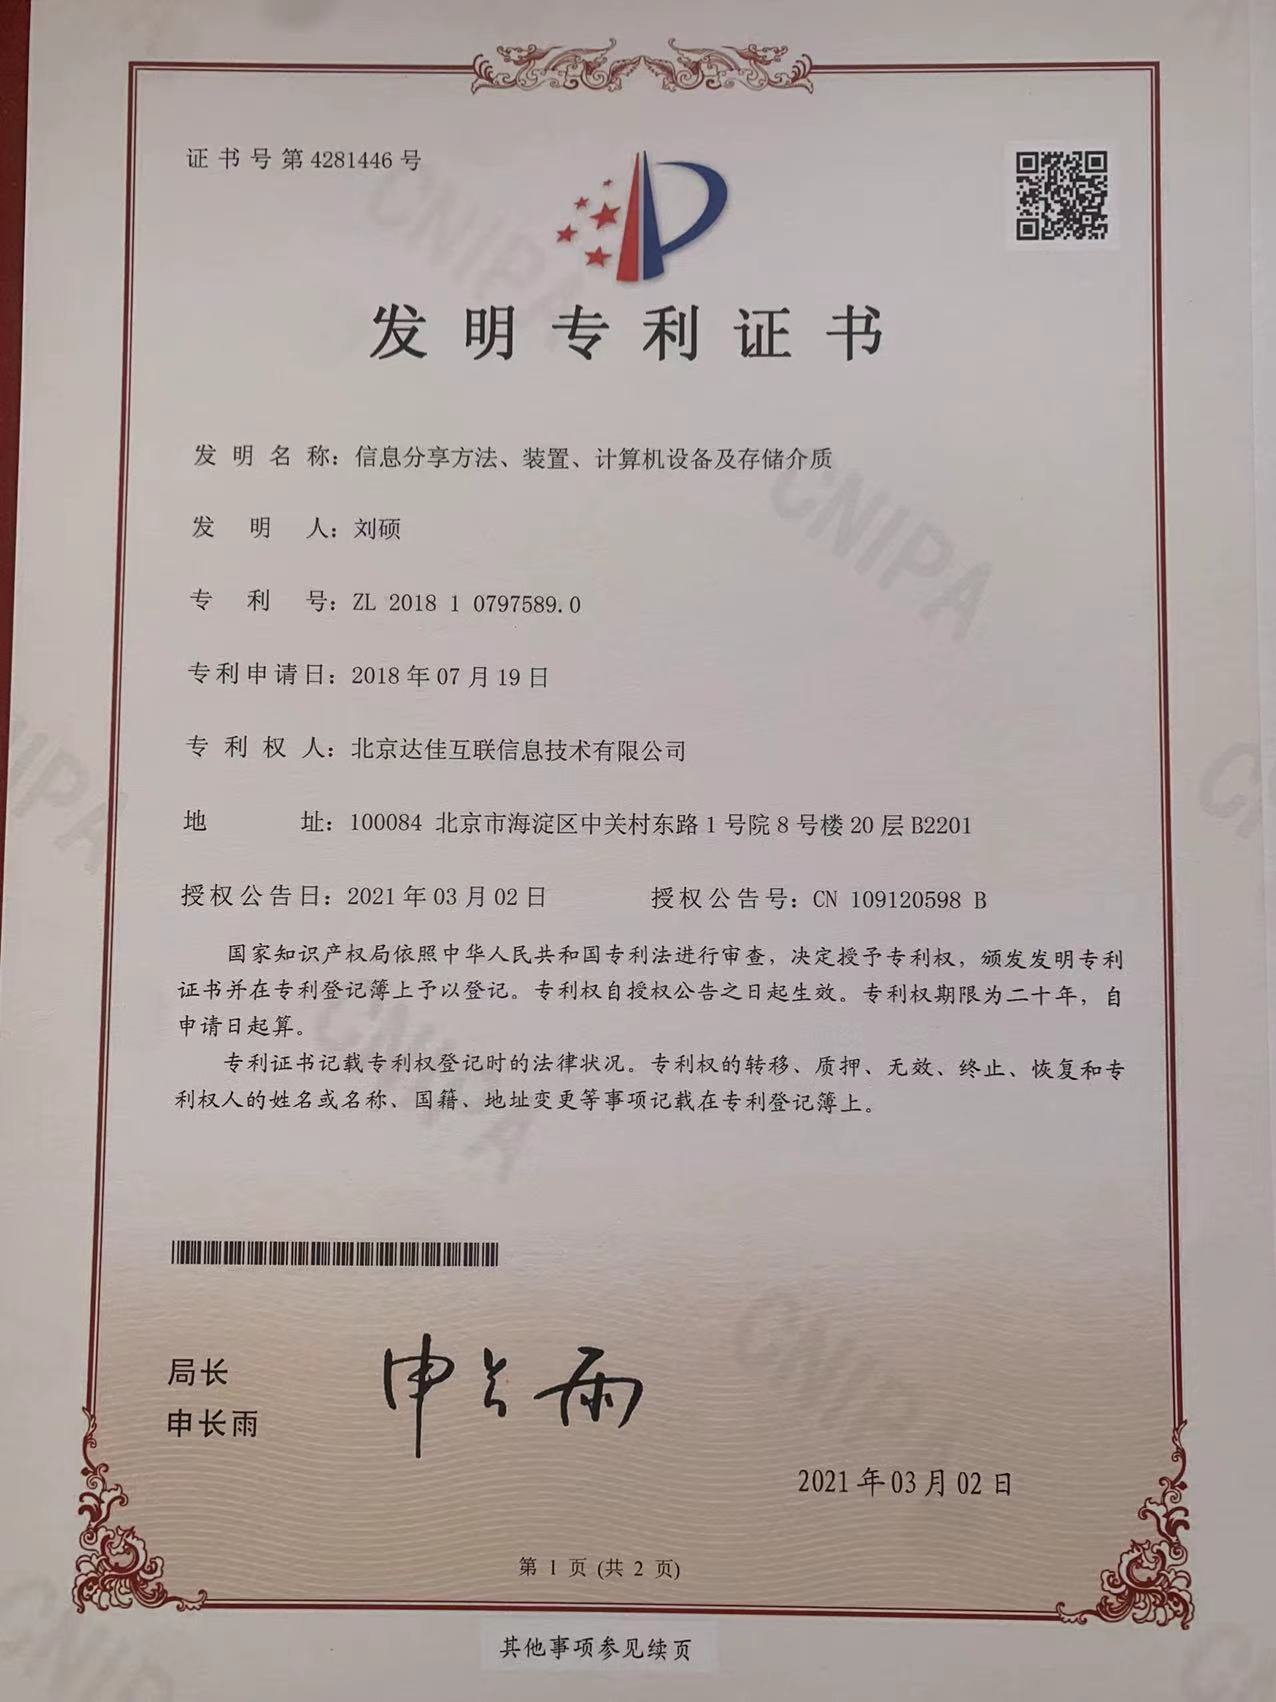 证书号第4281446号
发明专利证书
发明名称：信息分享方法、装置、计算机设备及存储介质
发明人：刘硕
专利号：ZL 2018 1 0797589.0
专利申请日：2018年07月19日
专利权人：北京达佳互联信息技术有限公司
地址：100084 北京市海淀区中关村东路1号院8号楼20层B2201
授权公告日：2021年03月02日 授权公告号：CN 109120598 B
国家知识产权局依照中华人民共和国专利法进行审查，决定授予专利权，颁发发明专利
证书并在专利登记簿上予以登记。专利权自授权公告之日起生效。专利权期限为二十年，自
申请日起算。
专利证书记载专利权登记时的法律状况。专利权的转移、质押、无效、终止、恢复和专
利权人的姓名或名称、国籍、地址变更等事项记载在专利登记簿上。
局长
申长雨
申长雨
2021年03月02日
第 1 页 (共 2 页)
其他事项参见续页
CNIPA
CNIPA
CNIPA
CNIPA
CNIPA
CNIPA